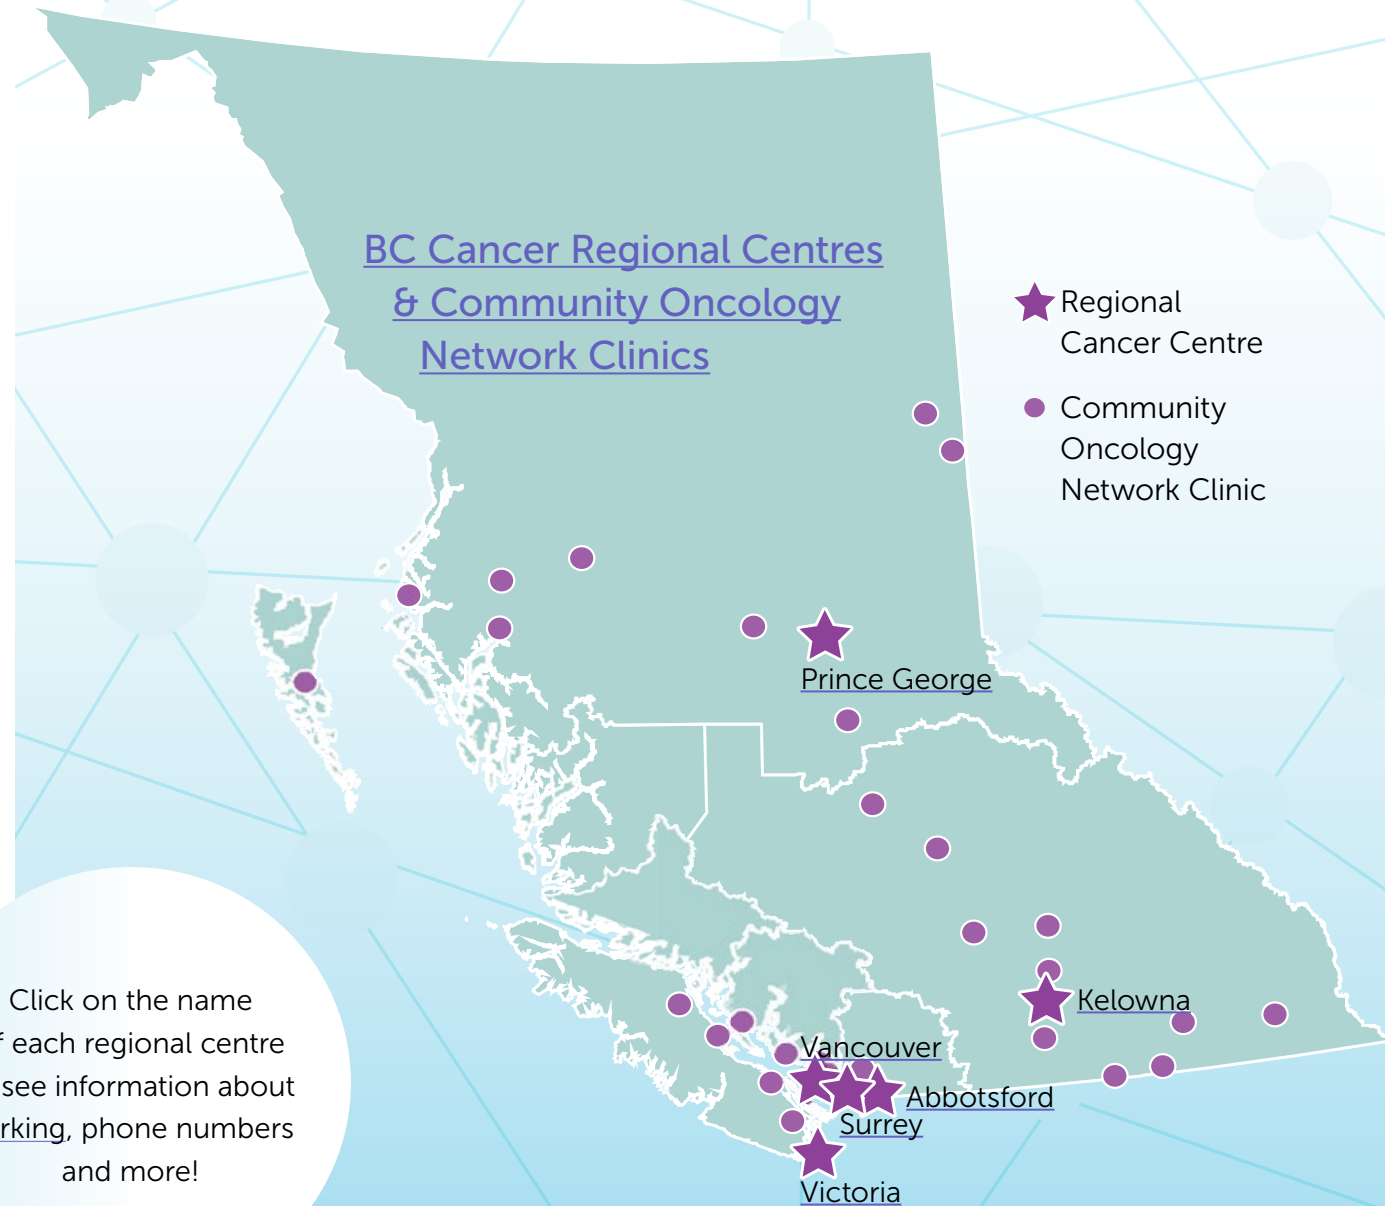 BC Cancer Regional Centres
& Community Oncology
Network Clinics
Regional
Cancer Centre
Community
Oncology
Network Clinic
Prince George
Kelowna
Vancouver
Abbotsford
Surrey
Victoria
Click on the name
each regional centre
see information about
rking, phone numbers
and more!